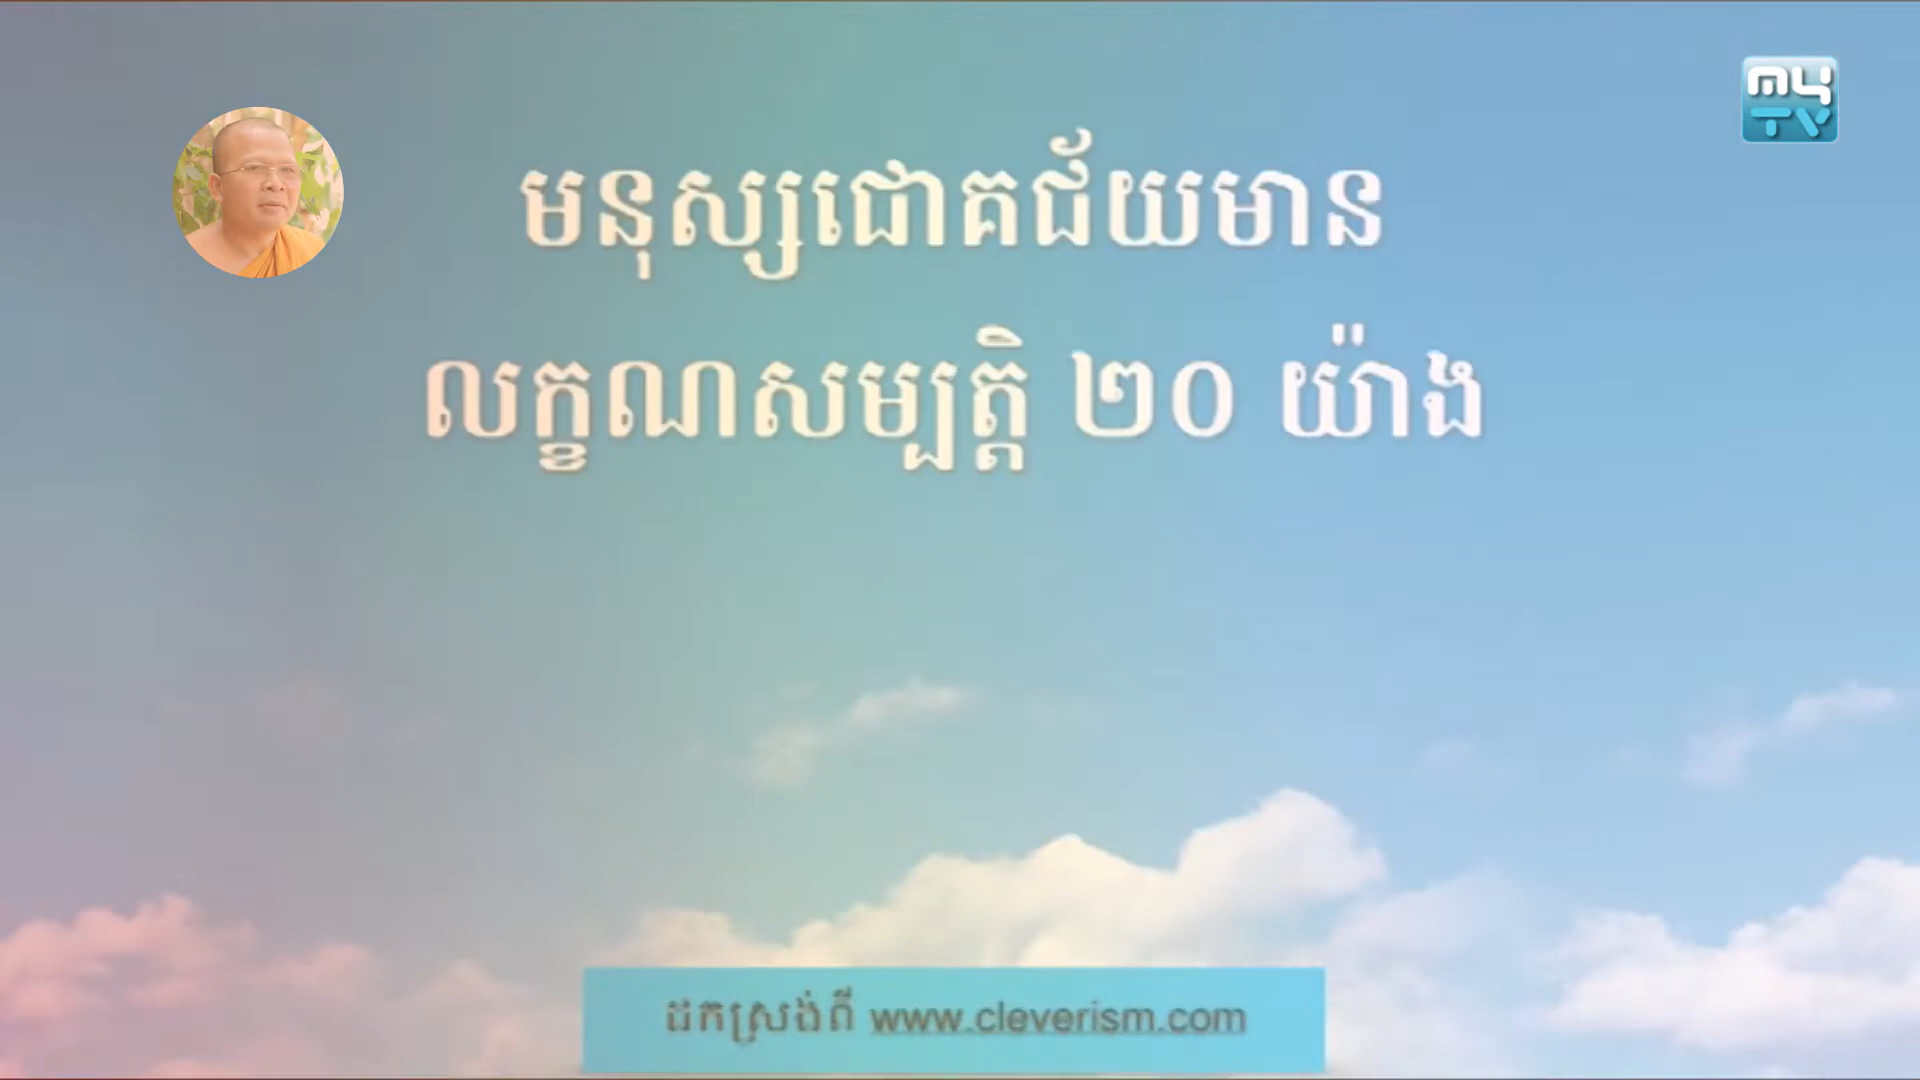 MYTV
មនុស្សជោគជ័យមាន
លក្ខណសម្បត្តិ ២០ យ៉ាង
ដកស្រង់ពី www.cleverism.com